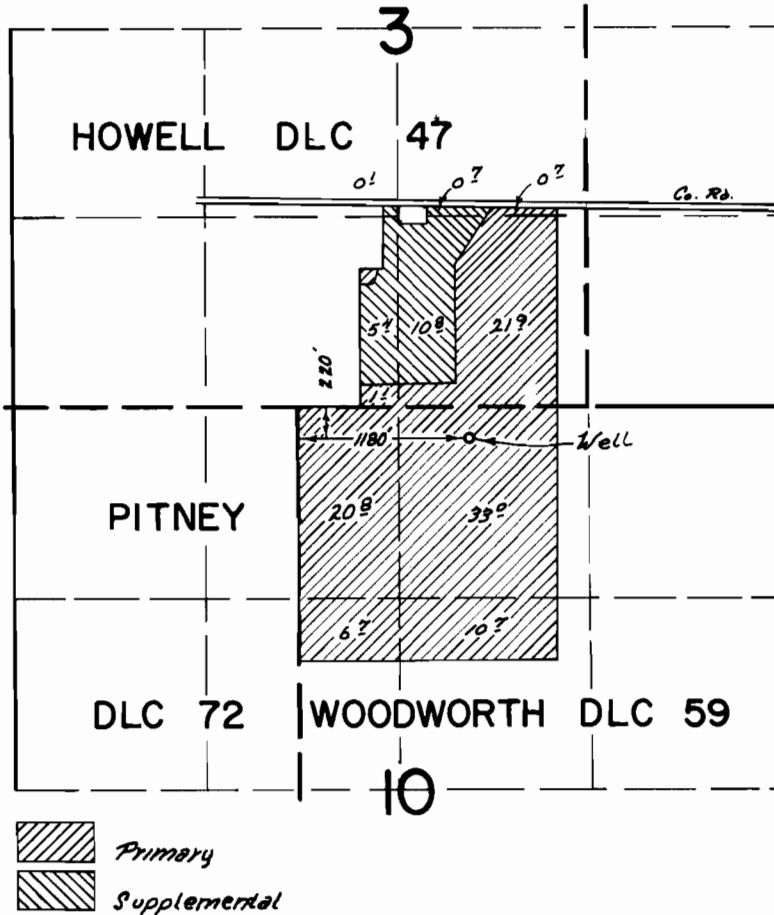 3
HOWELL DLC 47
0.1 0.7 0.7
Co. Rd.
5.4 10.8 21.9
220'
1.1
1180' Well
PITNEY 20.8 33.0
6.7 10.7
DLC 72 WOODWORTH DLC 59
10
Primary
Supplemental